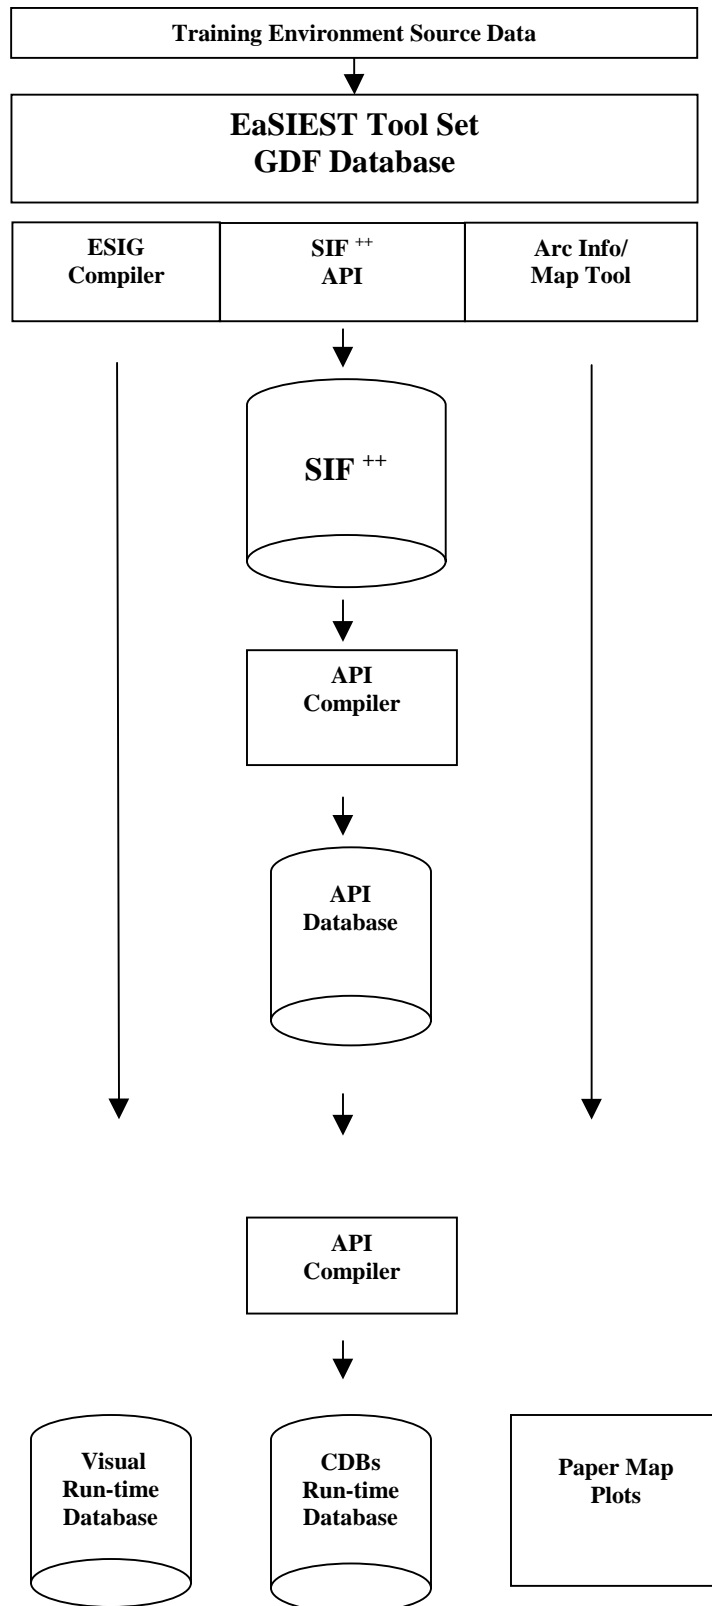 Training Environment Source Data
EaSIEST Tool Set
GDF Database
ESIG
Compiler
SIF ++
API
Arc Info/
Map Tool
SIF ++
API
Compiler
API
Database
API
Compiler
Visual
Run-time
Database
CDBs
Run-time
Database
Paper Map
Plots